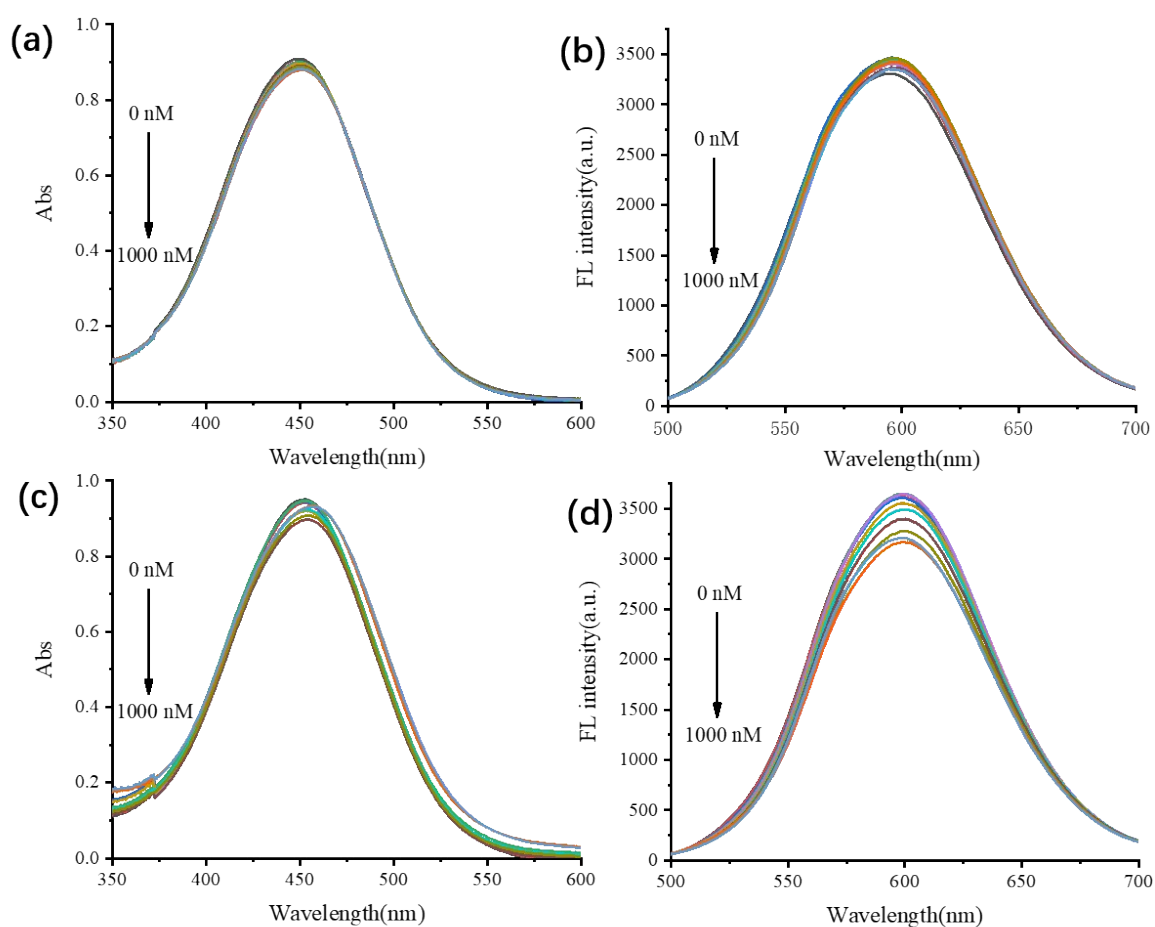 (a)
1.0
0.8
0.6
0.4
0.2
0.0
Abs
0 nM
1000 nM
350 400 450 500 550 600
Wavelength(nm)
(b)
3500
3000
2500
2000
1500
1000
500
0
FL intensity(a.u.)
0 nM
1000 nM
500 550 600 650 700
Wavelength(nm)
(c)
1.0
0.8
0.6
0.4
0.2
0.0
Abs
0 nM
1000 nM
350 400 450 500 550 600
Wavelength(nm)
(d)
3500
3000
2500
2000
1500
1000
500
0
FL intensity(a.u.)
0 nM
1000 nM
500 550 600 650 700
Wavelength(nm)